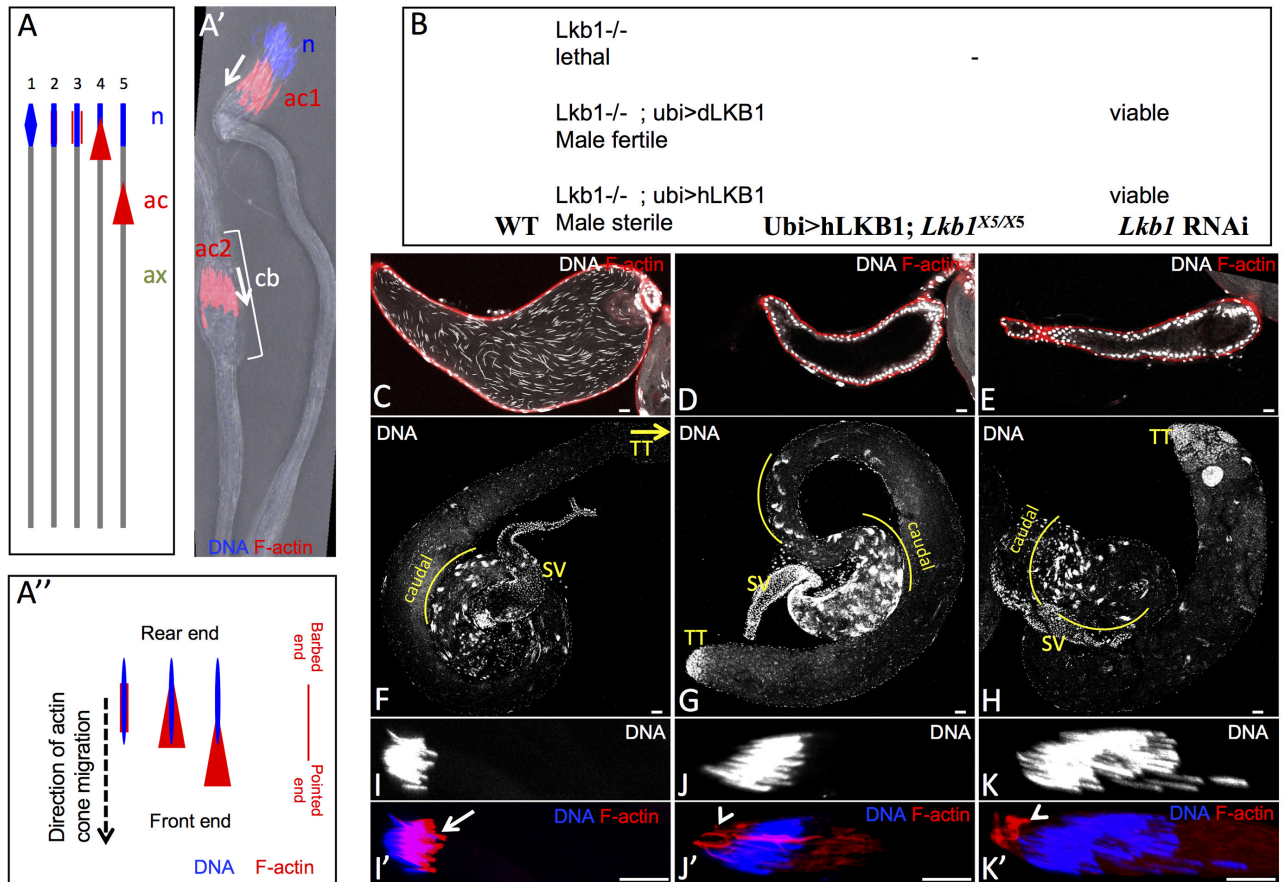 A
1 2 3 4 5
n
ac
ax
A'
n
ac1
ac2
cb
DNA F-actin
A''
Rear end
Direction of actin
cone migration
Front end
Barbed
end
Pointed
end
DNA F-actin
B
Lkb1-/-
lethal -
Lkb1-/- ; ubi>dLKB1 viable
Male fertile
Lkb1-/- ; ubi>hLKB1 viable
Male sterile
WT Ubi>hLKB1; Lkb1X5/X5 Lkb1 RNAi
DNA F-actin
C
DNA F-actin
D
DNA F-actin
E
DNA
TT
caudal
SV
F
DNA
caudal
SV
TT
G
DNA
TT
caudal
SV
H
DNA
I
DNA
J
DNA
K
DNA F-actin
I'
DNA F-actin
J'
DNA F-actin
K'